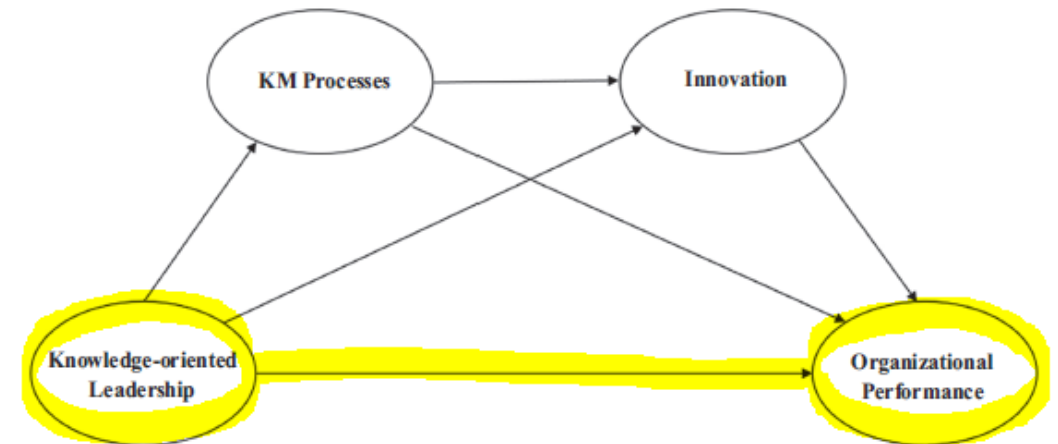 KM Processes
Innovation
Knowledge-oriented
Leadership
Organizational
Performance